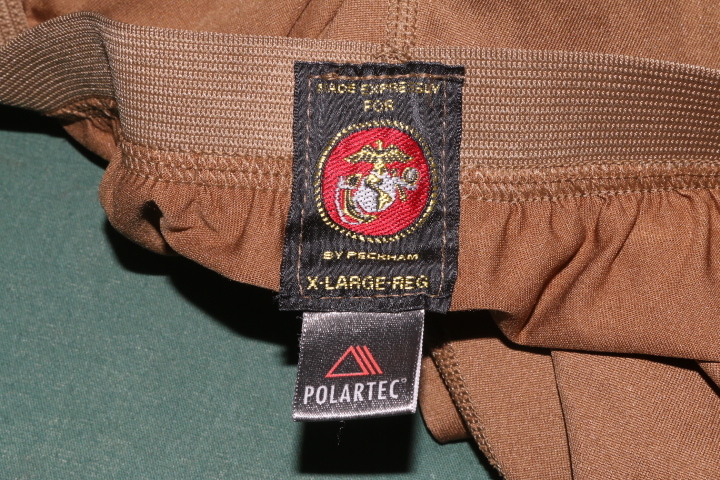 MADE EXPRESSLY
FOR
BY PECKHAM
X-LARGE-REG
POLARTEC®